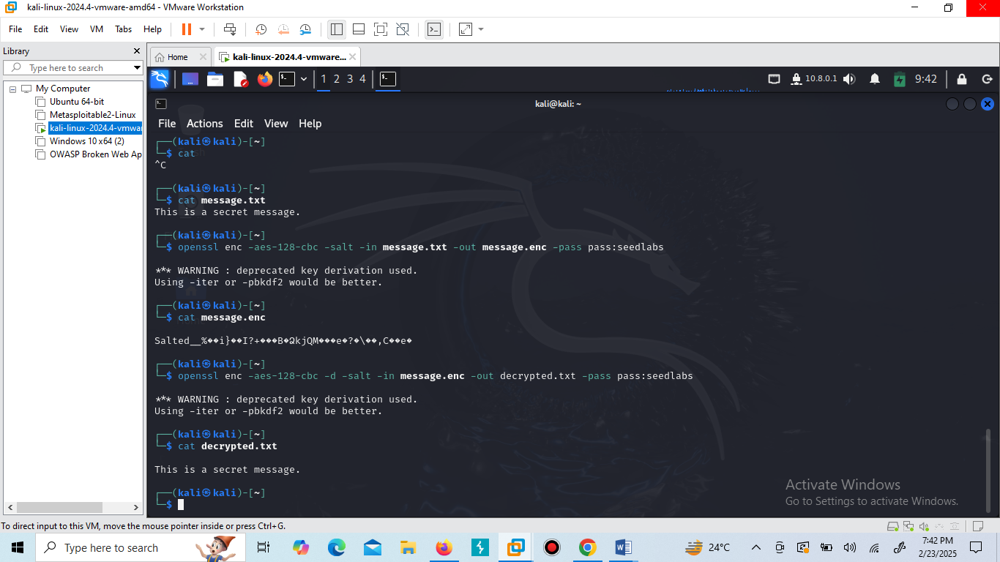 kali-linux-2024.4-vmware-amd64 - VMware Workstation
File Edit View VM Tabs Help
Library
Home
kali-linux-2024.4-vmware...
Type here to search
My Computer
Ubuntu 64-bit
Metasploitable2-Linux
kali-linux-2024.4-vmwar
Windows 10 x64 (2)
OWASP Broken Web Ap
1 2 3 4
10.8.0.1
9:42
kali@kali: ~
File Actions Edit View Help
┌──(kali㉿kali)-[~]
└─$ cat
^C
┌──(kali㉿kali)-[~]
└─$ cat message.txt
This is a secret message.
┌──(kali㉿kali)-[~]
└─$ openssl enc -aes-128-cbc -salt -in message.txt -out message.enc -pass pass:seedlabs
*** WARNING : deprecated key derivation used.
Using -iter or -pbkdf2 would be better.
┌──(kali㉿kali)-[~]
└─$ cat message.enc
Salted__%��i}��I?+���B�ՁkjQM���e�?�\��,C��e�
┌──(kali㉿kali)-[~]
└─$ openssl enc -aes-128-cbc -d -salt -in message.enc -out decrypted.txt -pass pass:seedlabs
*** WARNING : deprecated key derivation used.
Using -iter or -pbkdf2 would be better.
┌──(kali㉿kali)-[~]
└─$ cat decrypted.txt
This is a secret message.
┌──(kali㉿kali)-[~]
└─$
Activate Windows
Go to Settings to activate Windows.
To direct input to this VM, move the mouse pointer inside or press Ctrl+G.
Type here to search
24°C
7:42 PM
2/23/2025